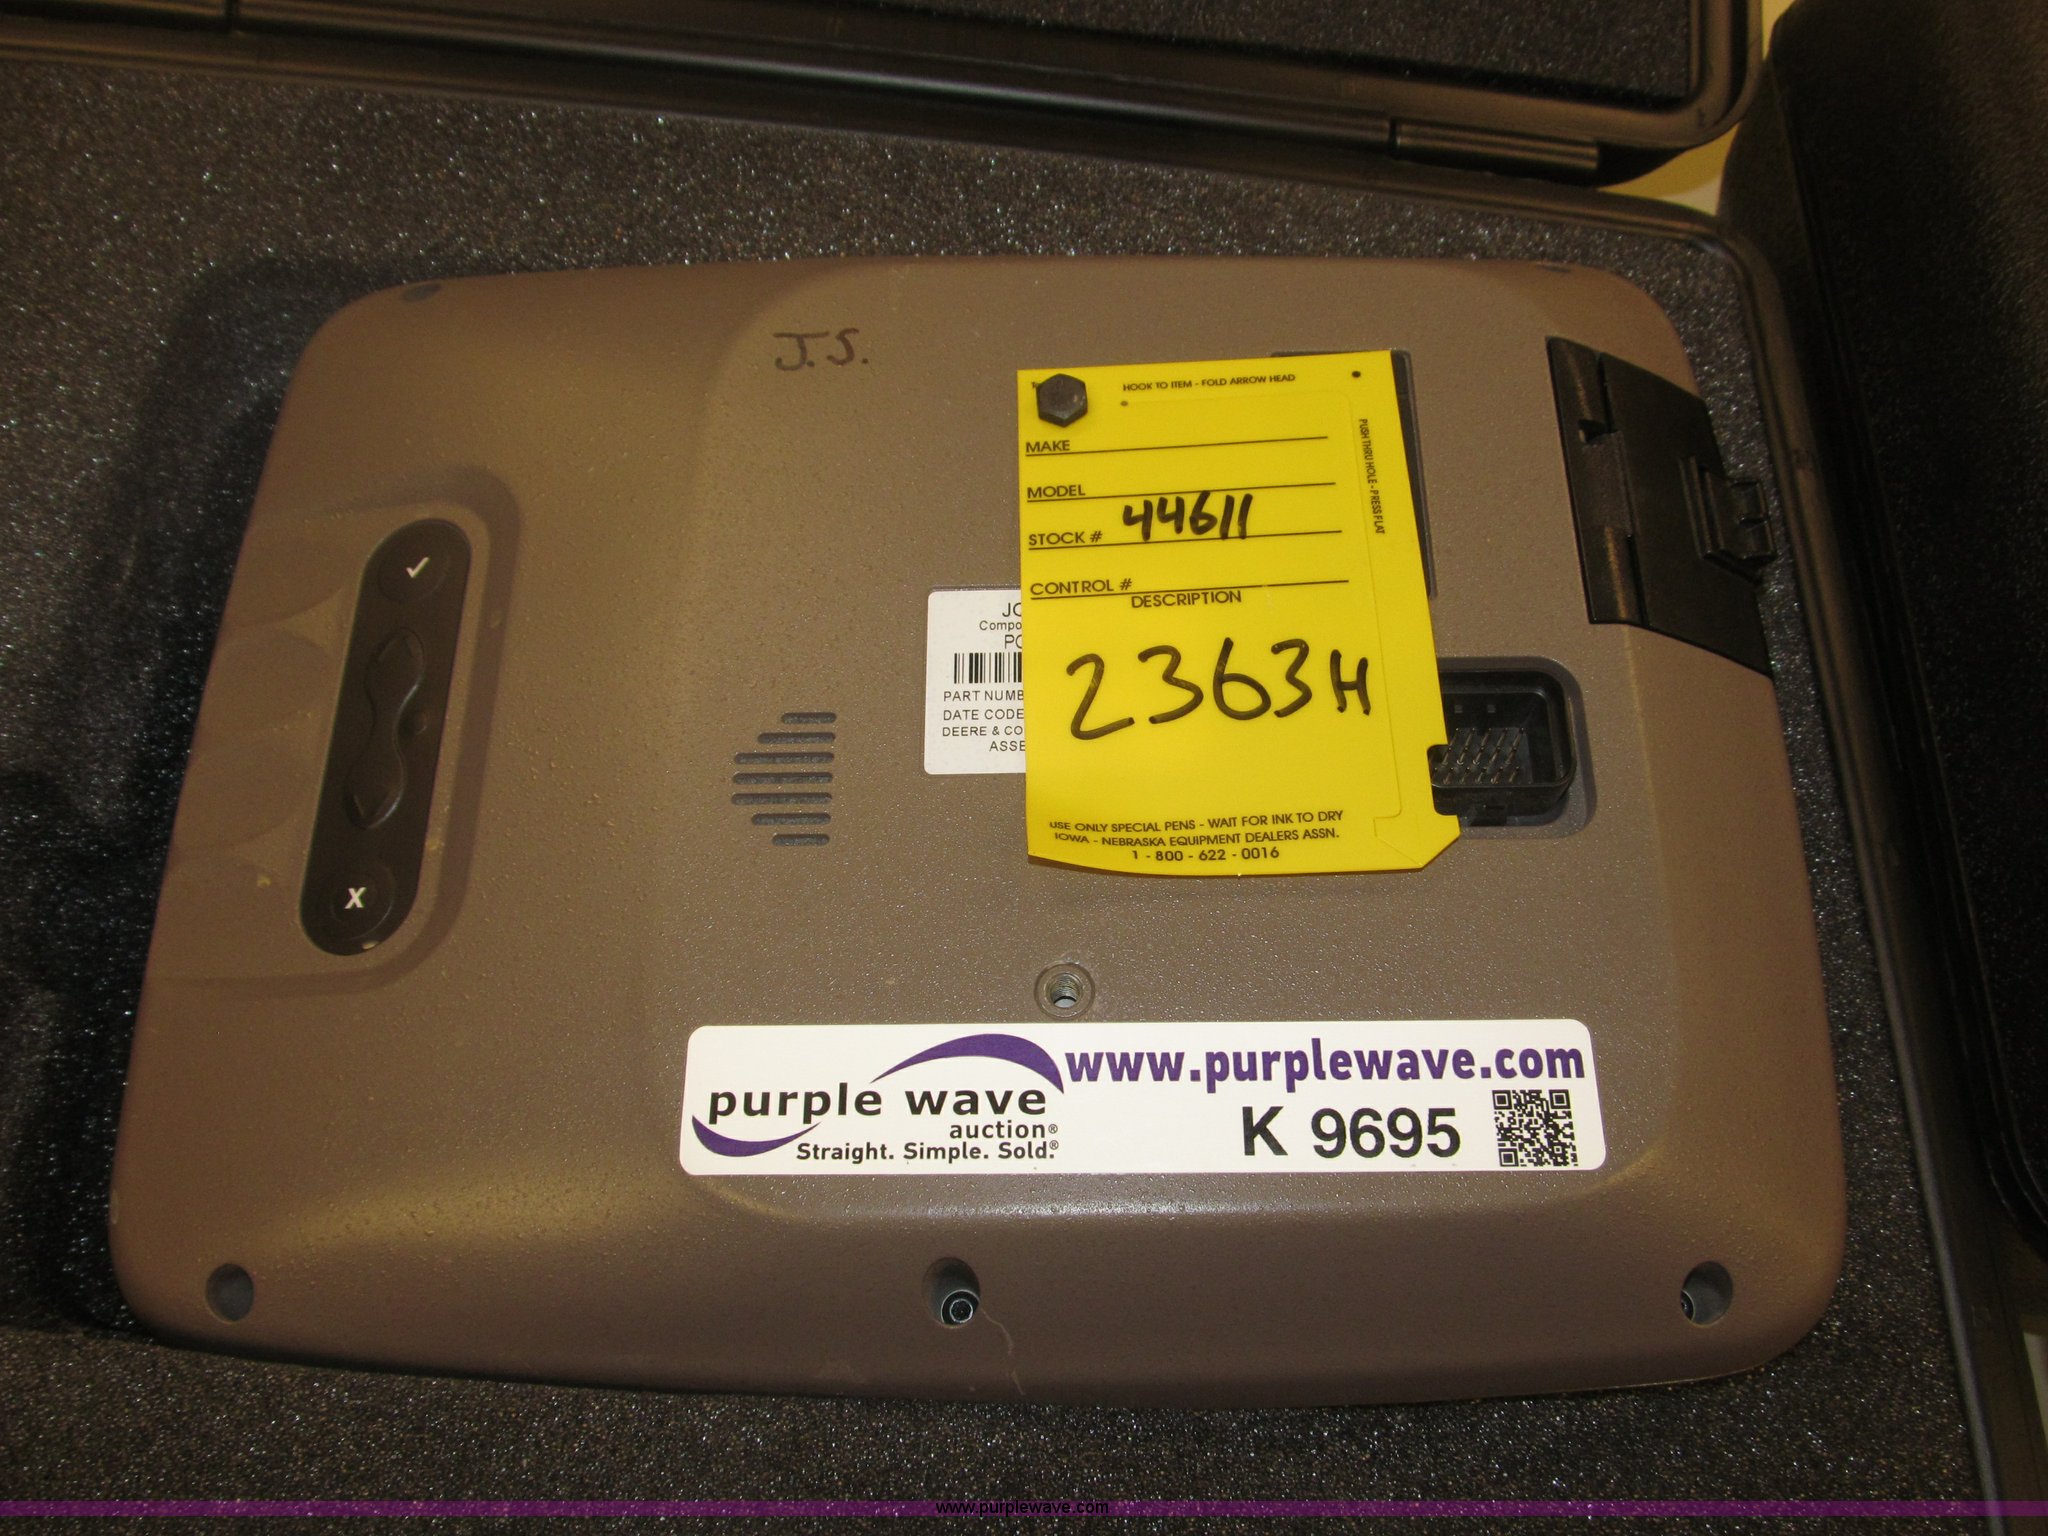 J.S.
HOOK TO ITEM - FOLD ARROW HEAD
PUSH THRU HOLE - PRESS FLAT
MAKE
MODEL
STOCK # 44611
CONTROL #
DESCRIPTION
2363H
USE ONLY SPECIAL PENS - WAIT FOR INK TO DRY
IOWA - NEBRASKA EQUIPMENT DEALERS ASSN.
1 - 800 - 622 - 0016
JO
Compo
PART NUMB
DATE CODE
DEERE & CO
ASSE
X
www.purplewave.com
purple wave
auction®
Straight. Simple. Sold.®
K 9695
www.purplewave.com